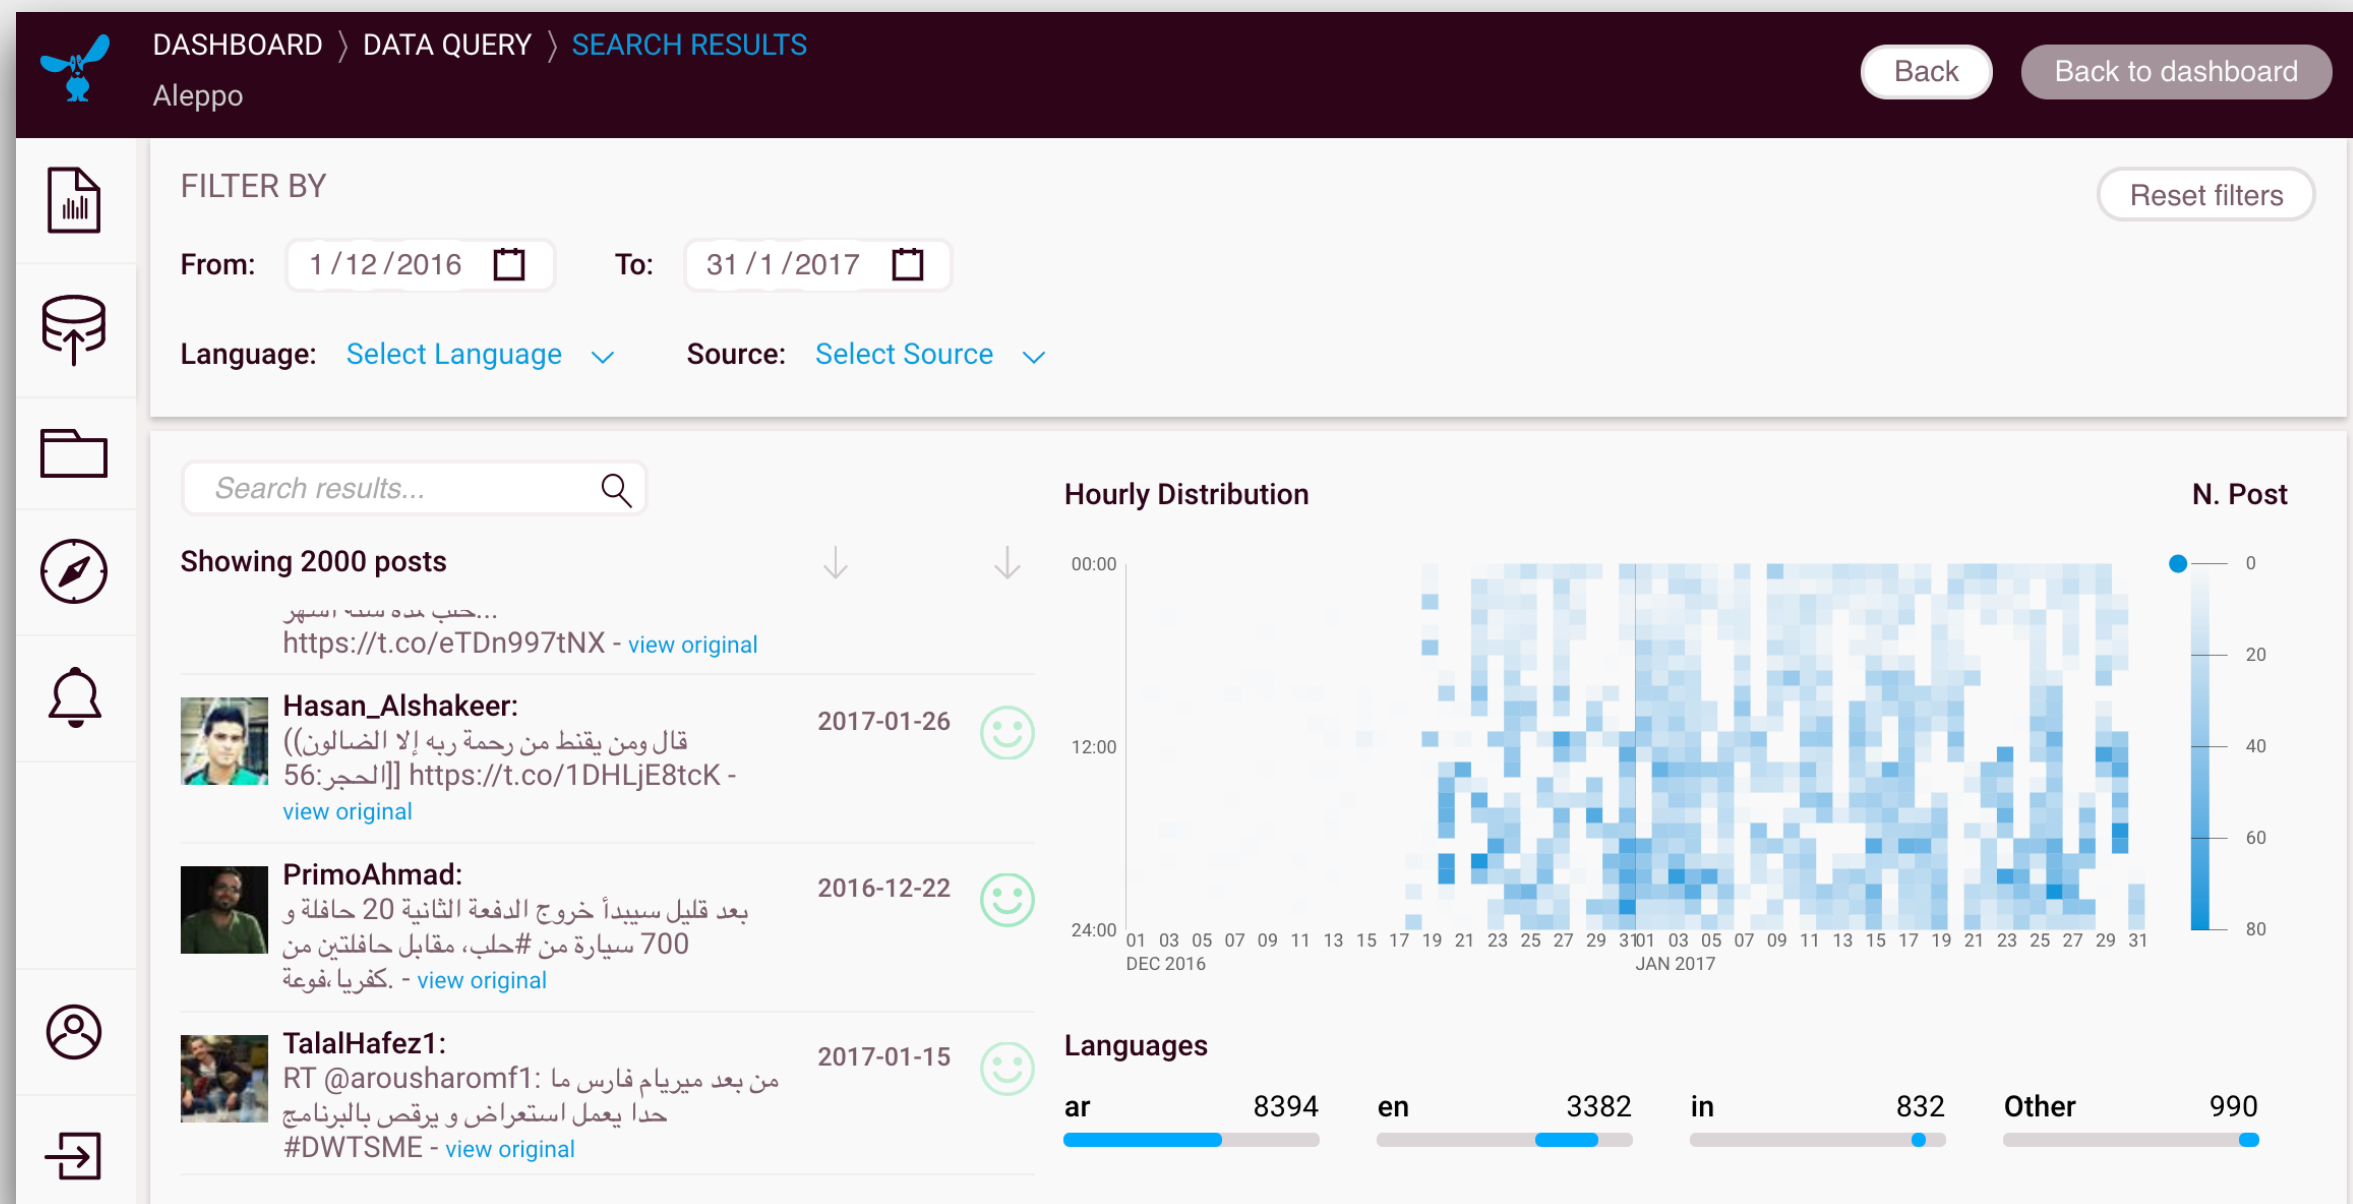 DASHBOARD 〉 DATA QUERY 〉 SEARCH RESULTS
Aleppo
Back
Back to dashboard
FILTER BY
Reset filters
From: 1 / 12 / 2016
To: 31 / 1 / 2017
Language: Select Language
Source: Select Source
Search results...
Showing 2000 posts
https://t.co/eTDn997tNX - view original
Hasan_Alshakeer:
2017-01-26
قال ومن يقنط من رحمة ربه إلا الضالون))
56:الحجر]] https://t.co/1DHLjE8tcK -
view original
PrimoAhmad:
2016-12-22
بعد قليل سيبدأ خروج الدفعة الثانية 20 حافلة و
700 سيارة من #حلب، مقابل حافلتين من
كفريا،فوعة. - view original
TalalHafez1:
2017-01-15
RT @arousharomf1: من بعد ميريام فارس ما
حدا يعمل استعراض و يرقص بالبرنامج
#DWTSME - view original
Hourly Distribution
N. Post
00:00
12:00
24:00
01 03 05 07 09 11 13 15 17 19 21 23 25 27 29 31 01 03 05 07 09 11 13 15 17 19 21 23 25 27 29 31
DEC 2016
JAN 2017
0
20
40
60
80
Languages
ar 8394
en 3382
in 832
Other 990